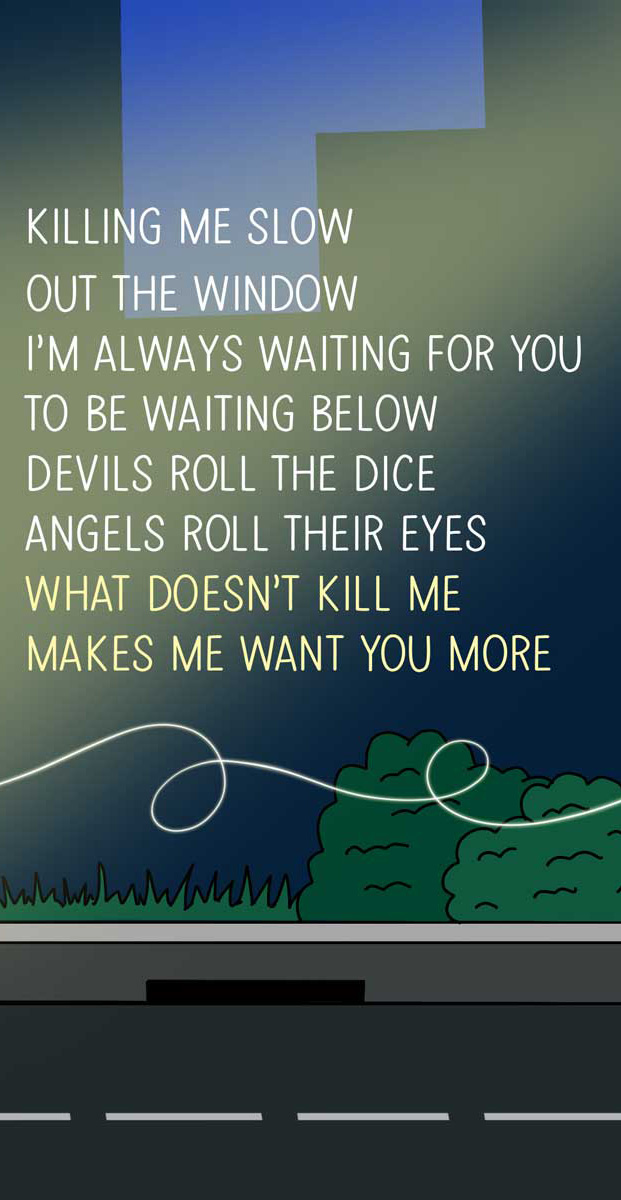 KILLING ME SLOW
OUT THE WINDOW
I'M ALWAYS WAITING FOR YOU
TO BE WAITING BELOW
DEVILS ROLL THE DICE
ANGELS ROLL THEIR EYES
WHAT DOESN'T KILL ME
MAKES ME WANT YOU MORE